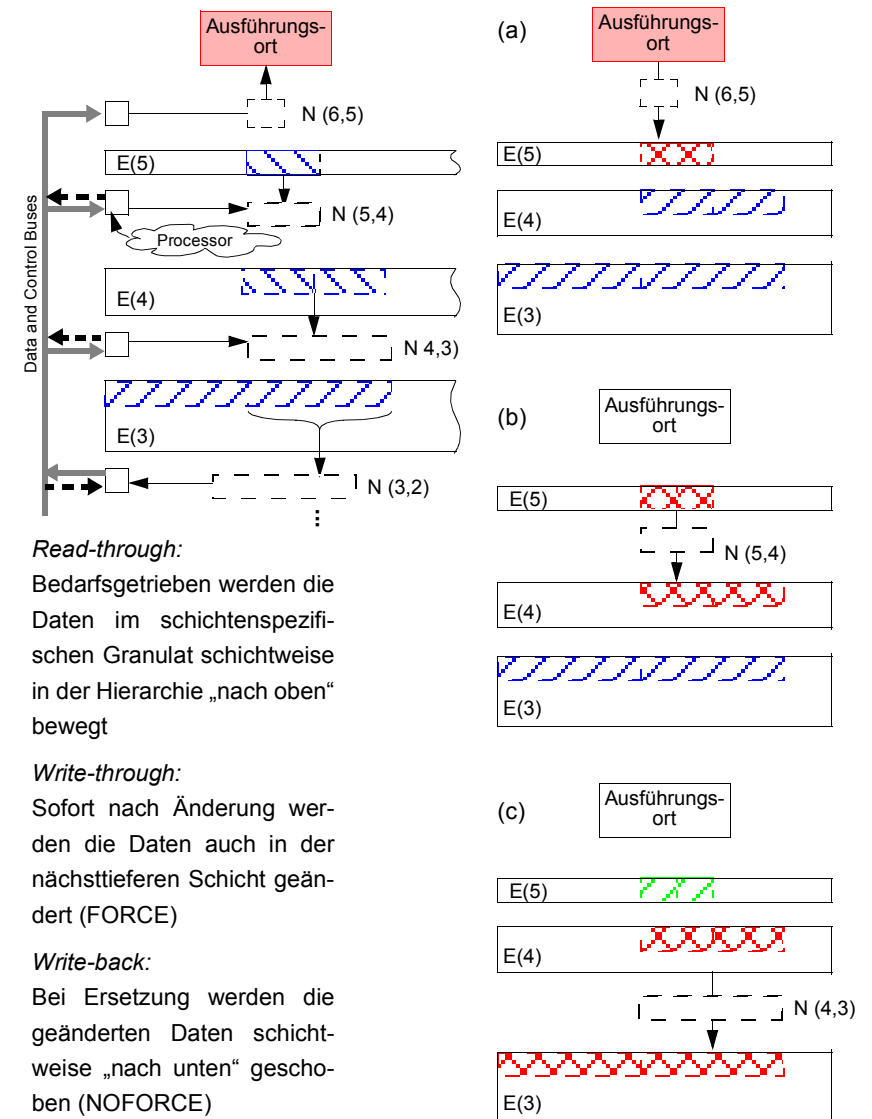 Ausführungs-
ort
N (6,5)
E(5)
N (5,4)
Processor
E(4)
N 4,3)
E(3)
N (3,2)
...
Data and Control Buses
Read-through:
Bedarfsgetrieben werden die
Daten im schichtenspezifi-
schen Granulat schichtweise
in der Hierarchie „nach oben“
bewegt
Write-through:
Sofort nach Änderung wer-
den die Daten auch in der
nächsttieferen Schicht geän-
dert (FORCE)
Write-back:
Bei Ersetzung werden die
geänderten Daten schicht-
weise „nach unten“ gescho-
ben (NOFORCE)
(a)
Ausführungs-
ort
N (6,5)
E(5)
E(4)
E(3)
(b)
Ausführungs-
ort
E(5)
N (5,4)
E(4)
E(3)
(c)
Ausführungs-
ort
E(5)
E(4)
N (4,3)
E(3)